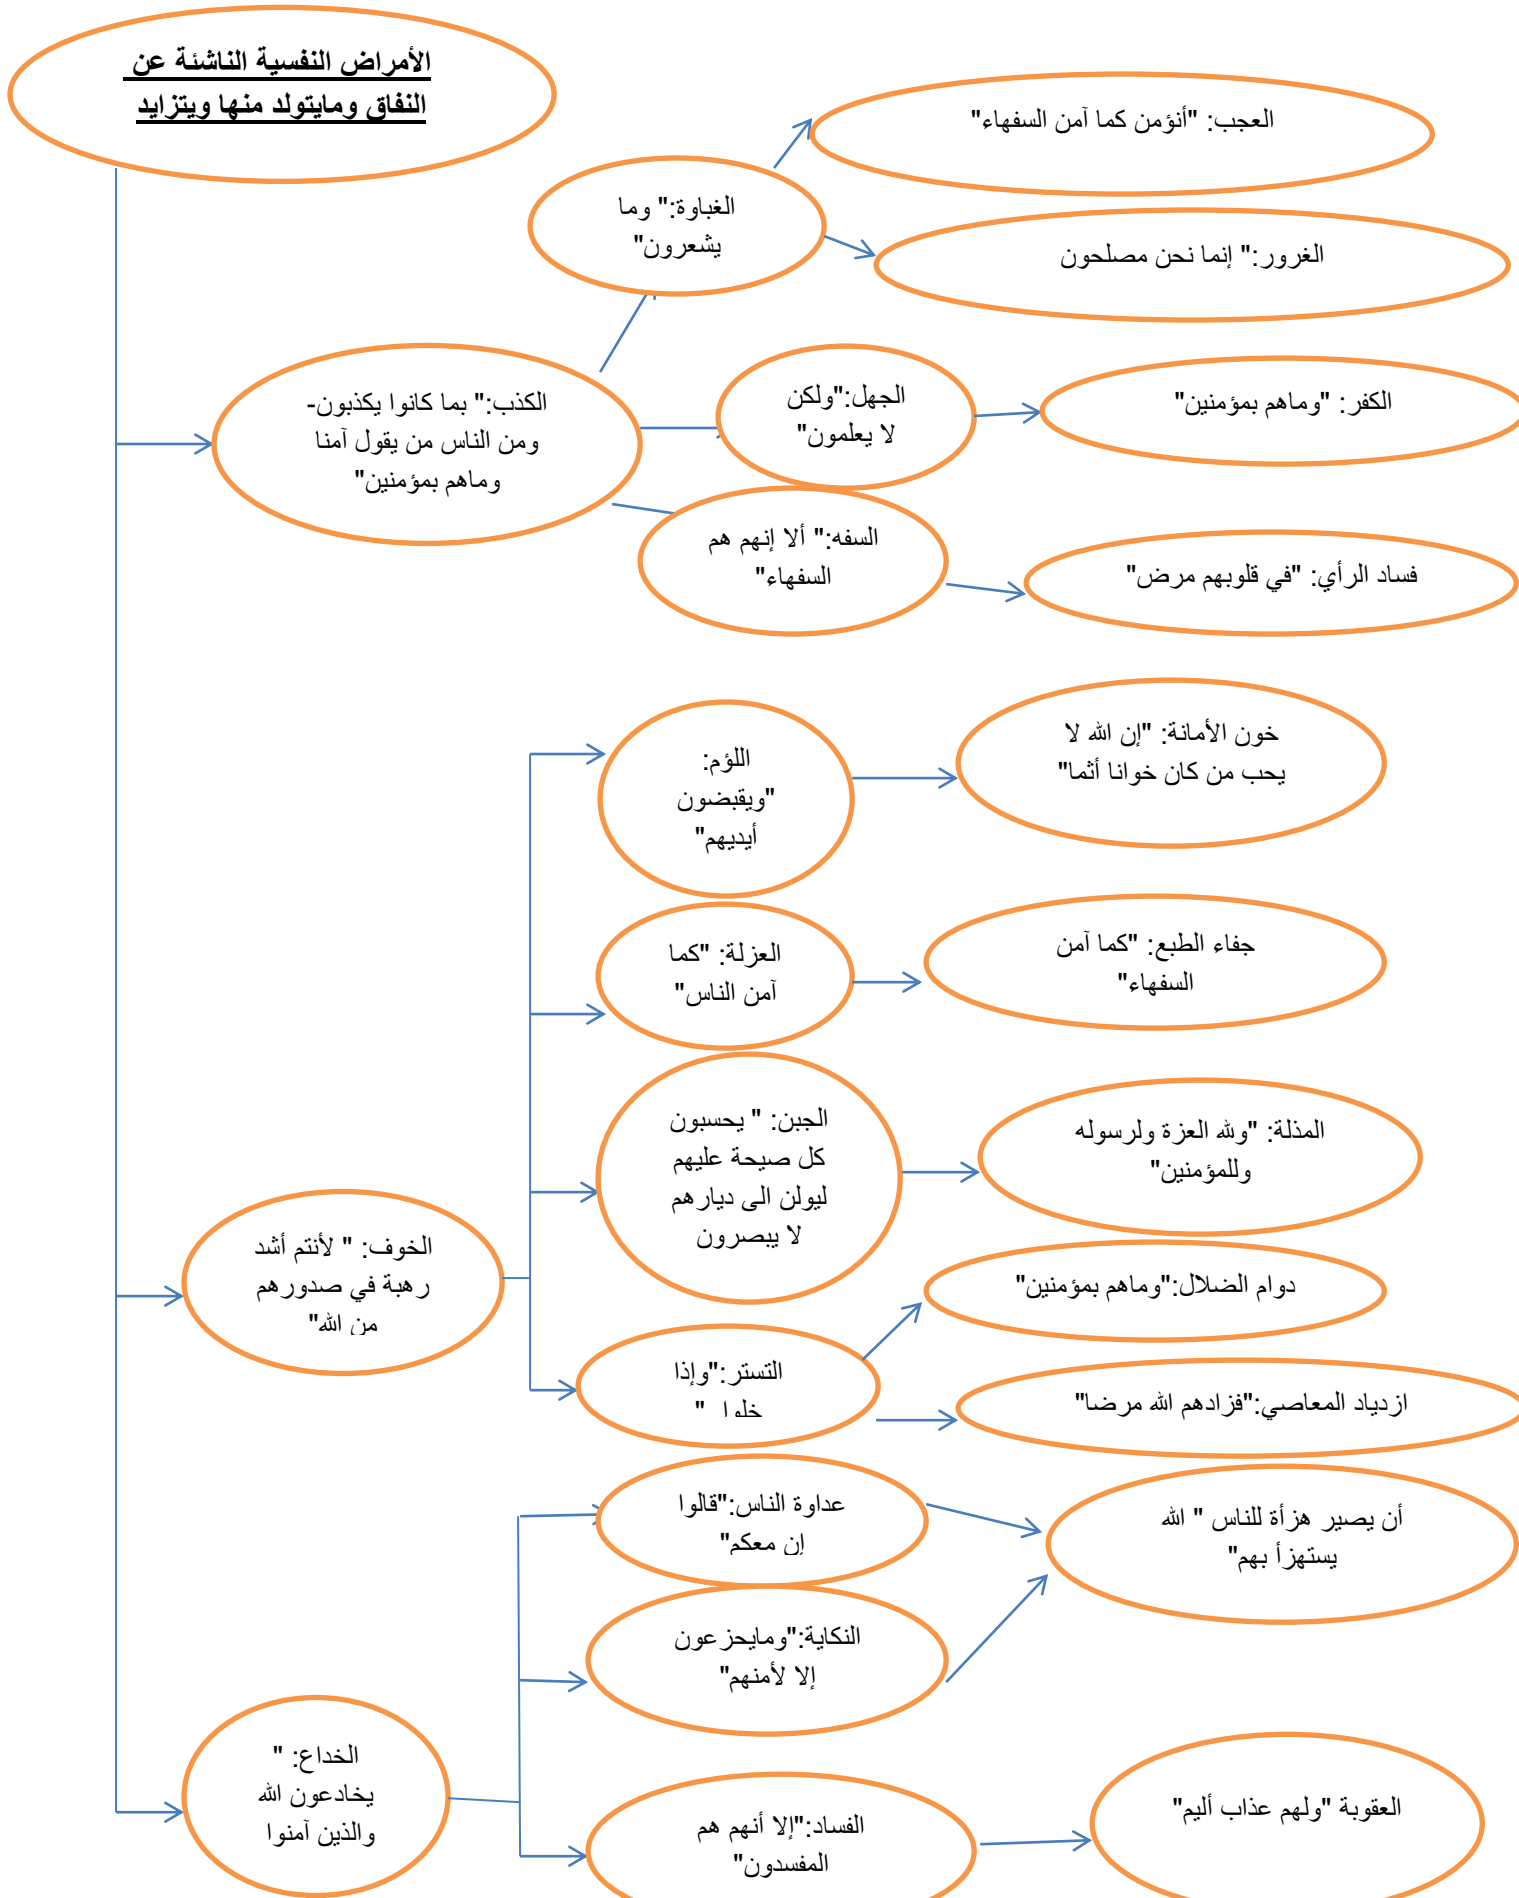 الأمراض النفسية الناشئة عن
النفاق ومايتولد منها ويتزايد
العجب: "أنؤمن كما آمن السفهاء"
الغباوة:" وما
يشعرون"
الغرور:" إنما نحن مصلحون
الكذب:" بما كانوا يكذبون-
ومن الناس من يقول آمنا
وماهم بمؤمنين"
الجهل:"ولكن
لا يعلمون"
الكفر: "وماهم بمؤمنين"
السفه:" ألا إنهم هم
السفهاء"
فساد الرأي: "في قلوبهم مرض"
اللؤم:
"ويقبضون
أيديهم"
خون الأمانة: "إن الله لا
يحب من كان خوانا أثما"
العزلة: "كما
آمن الناس"
جفاء الطبع: "كما آمن
السفهاء"
الجبن: " يحسبون
كل صيحة عليهم
ليولن الى ديارهم
لا يبصرون
المذلة: "ولله العزة ولرسوله
وللمؤمنين"
الخوف: " لأنتم أشد
رهبة في صدورهم
من الله"
دوام الضلال:"وماهم بمؤمنين"
التستر:"وإذا
خلوا "
ازدياد المعاصي:"فزادهم الله مرضا"
عداوة الناس:"قالوا
إن معكم"
أن يصير هزأة للناس " الله
يستهزأ بهم"
النكاية:"ومايحزعون
إلا لأمنهم"
الخداع: "
يخادعون الله
والذين آمنوا
الفساد:"إلا أنهم هم
المفسدون"
العقوبة "ولهم عذاب أليم"